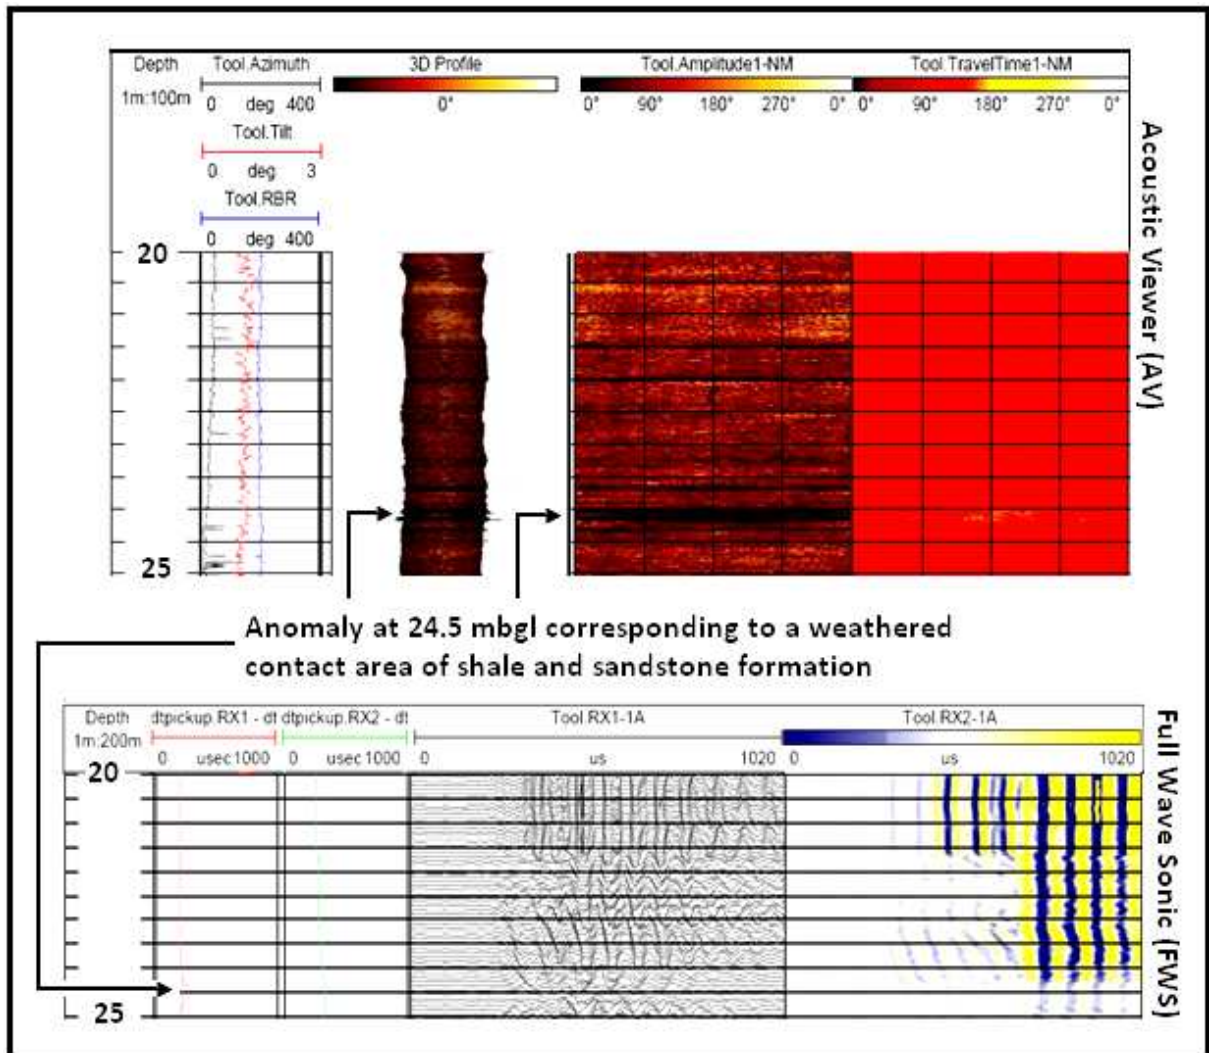 Depth Tool.Azimuth 3D Profile Tool.Amplitude1-NM Tool.TravelTime1-NM
1m:100m 0 deg 400 0° 0° 90° 180° 270° 0° 0° 90° 180° 270° 0°
Tool.Tilt
0 deg 3
Tool.RBR
0 deg 400
20
25
Acoustic Viewer (AV)
Anomaly at 24.5 mbgl corresponding to a weathered
contact area of shale and sandstone formation
Depth dtpickup.RX1 - dt dtpickup.RX2 - dt Tool.RX1-1A Tool.RX2-1A
1m:200m 0 usec 1000 0 usec 1000 0 us 1020 0 us 1020
20
25
Full Wave Sonic (FWS)